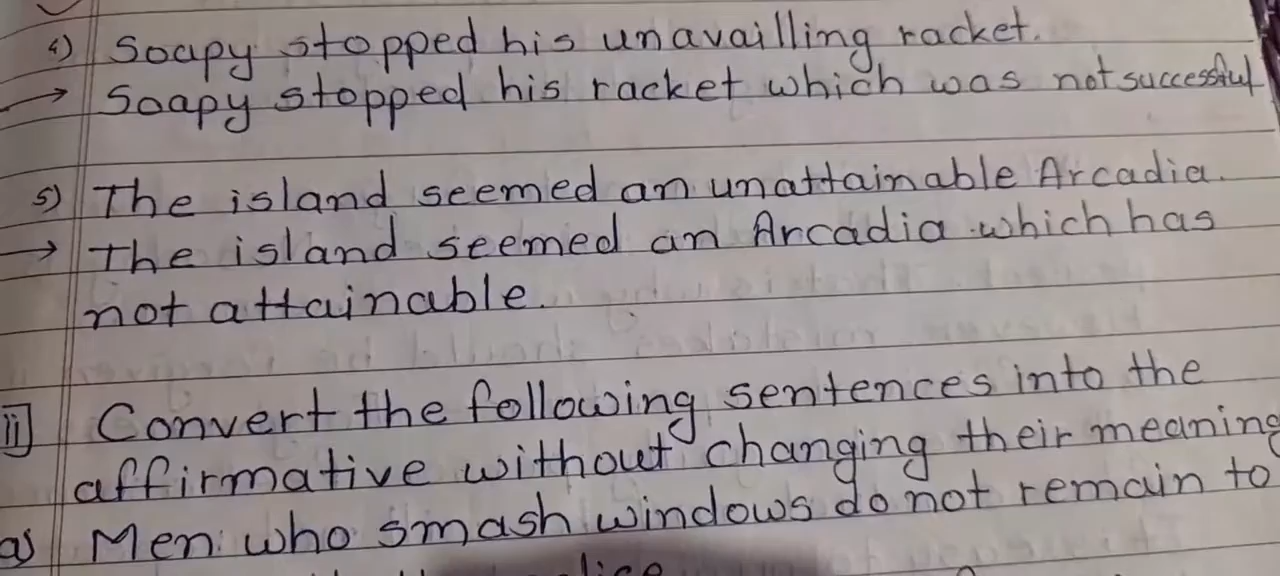 4) Soapy stopped his unavailling racket.
→ Soapy stopped his racket which was not successful
5) The island seemed an unattainable Arcadia.
→ The island seemed an Arcadia which has
not attainable.
ii] Convert the following sentences into the
affirmative without changing their meaning
a) Men who smash windows do not remain to